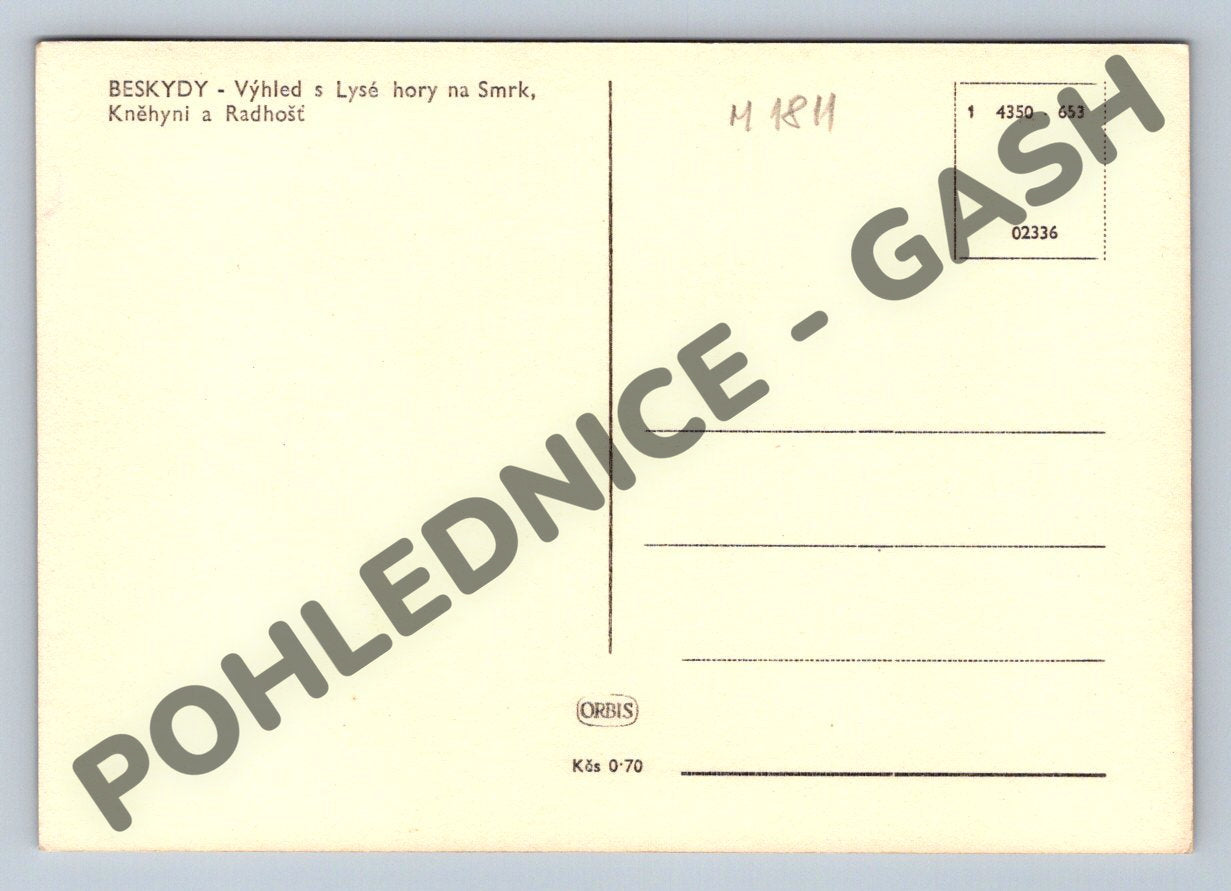 BESKYDY - Výhled s Lysé hory na Smrk,
Kněhyni a Radhošť
M 1811
1 4350 - 653
02336
POHLEDNICE - GASH
ORBIS
Kčs 0·70